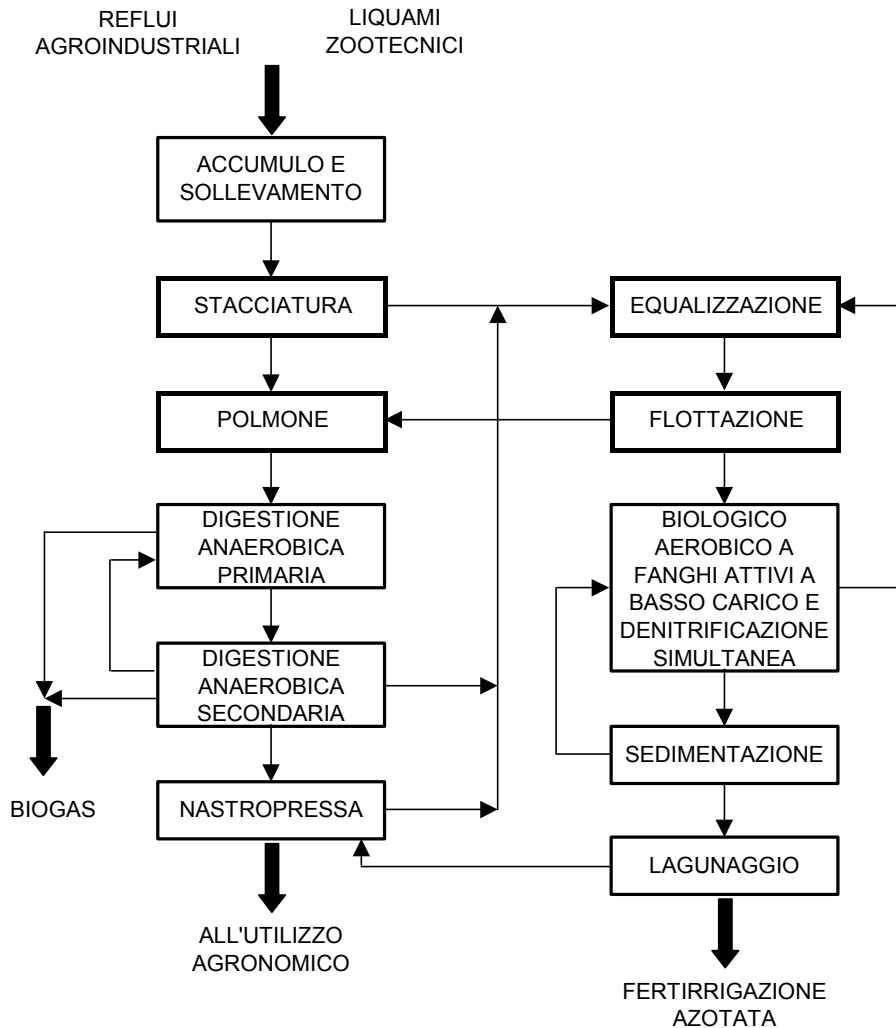 REFLUI
AGROINDUSTRIALI
LIQUAMI
ZOOTECNICI
ACCUMULO E
SOLLEVAMENTO
STACCIATURA
EQUALIZZAZIONE
POLMONE
FLOTTAZIONE
DIGESTIONE
ANAEROBICA
PRIMARIA
BIOLOGICO
AEROBICO A
FANGHI ATTIVI A
BASSO CARICO E
DENITRIFICAZIONE
SIMULTANEA
DIGESTIONE
ANAEROBICA
SECONDARIA
SEDIMENTAZIONE
BIOGAS
NASTROPRESSA
LAGUNAGGIO
ALL'UTILIZZO
AGRONOMICO
FERTIRRIGAZIONE
AZOTATA